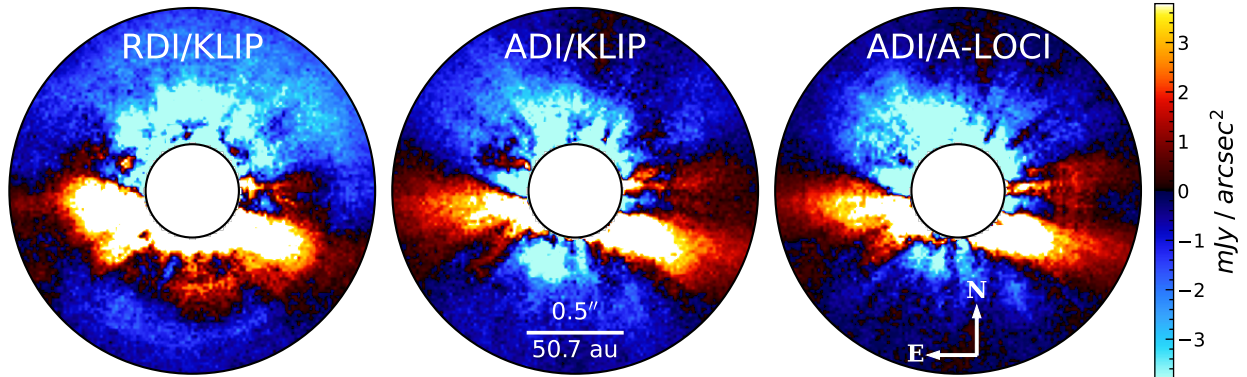 RDI/KLIP
ADI/KLIP
ADI/A-LOCI
0.5″
50.7 au
N
E
3
2
1
0
−1
−2
−3
mJy / arcsec²